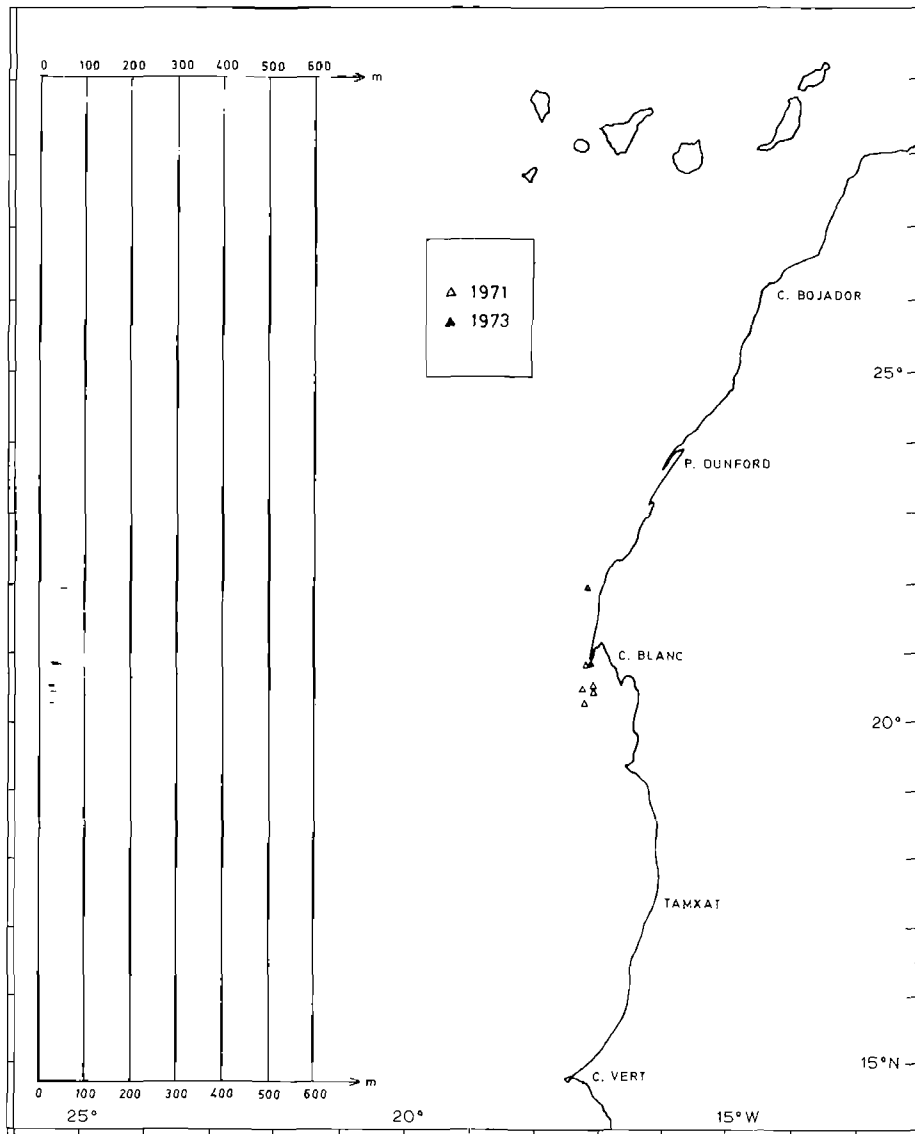 0 100 200 300 400 500 600 m
△ 1971
▲ 1973
C. BOJADOR
25°
P. DUNFORD
C. BLANC
20°
TAMXAT
15°N
C. VERT
0 100 200 300 400 500 600 m
25° 20° 15°W